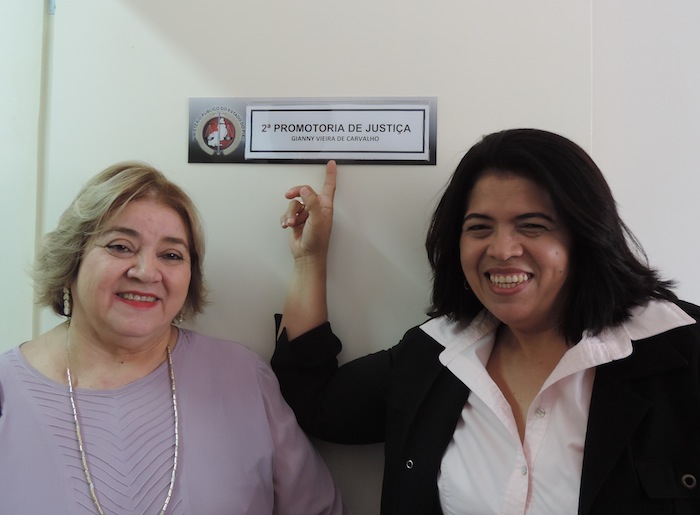 2ª PROMOTORIA DE JUSTIÇA
GIANNY VIEIRA DE CARVALHO